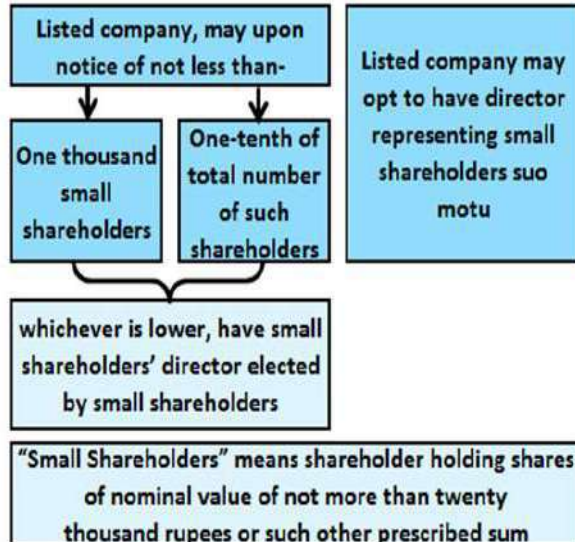 Listed company, may upon
notice of not less than-
One thousand
small
shareholders
One-tenth of
total number
of such
shareholders
Listed company may
opt to have director
representing small
shareholders suo
motu
whichever is lower, have small
shareholders’ director elected
by small shareholders
“Small Shareholders” means shareholder holding shares
of nominal value of not more than twenty
thousand rupees or such other prescribed sum